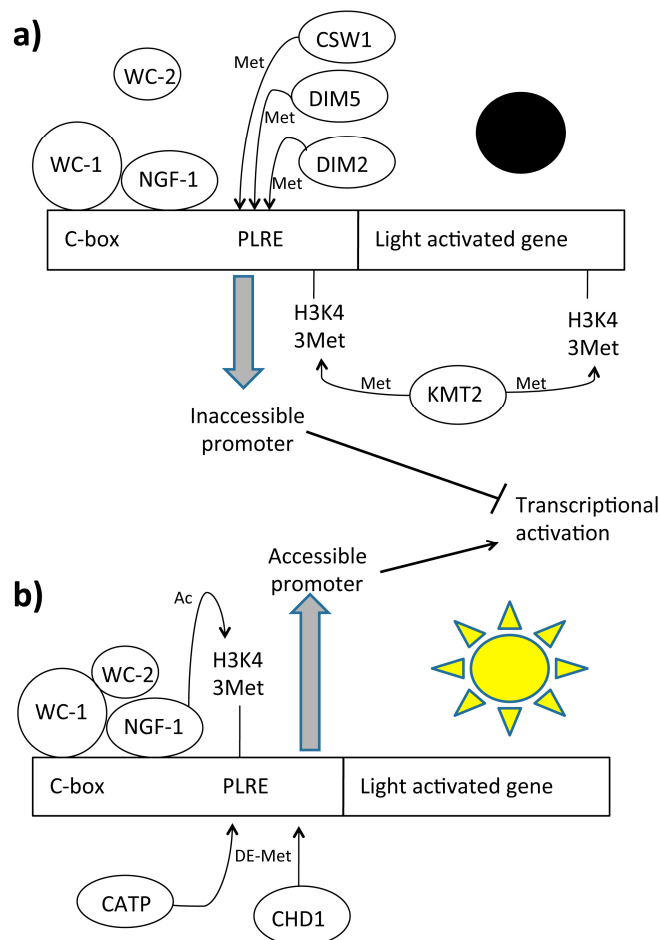 a)
CSW1
Met
WC-2
DIM5
Met
WC-1
NGF-1
DIM2
Met
C-box
PLRE
Light activated gene
H3K4
3Met
H3K4
3Met
Met
KMT2
Met
Inaccessible
promoter
Transcriptional
activation
Accessible
promoter
b)
Ac
H3K4
3Met
WC-2
WC-1
NGF-1
C-box
PLRE
Light activated gene
DE-Met
CATP
CHD1